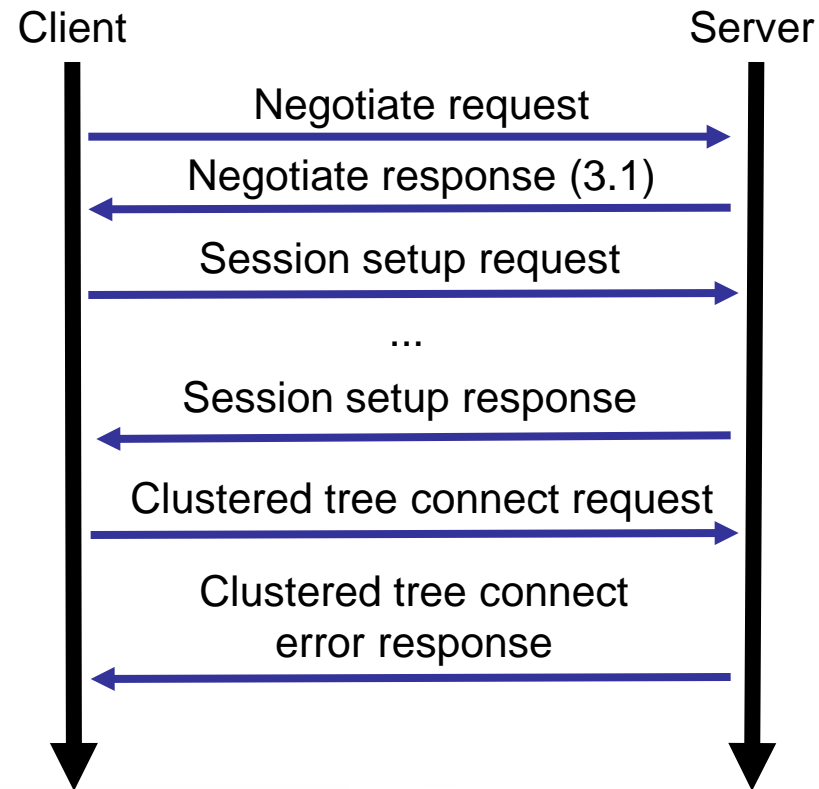 Client
Server
Negotiate request
Negotiate response (3.1)
Session setup request
...
Session setup response
Clustered tree connect request
Clustered tree connect
error response